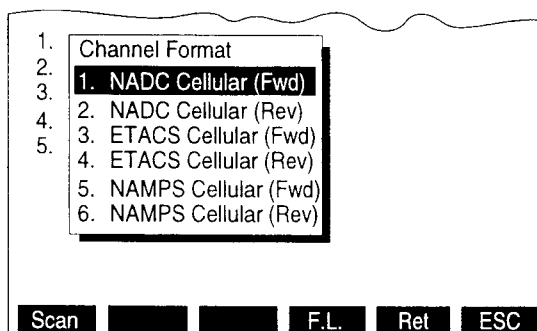 1.
2.
3.
4.
5.
Channel Format
1. NADC Cellular (Fwd)
2. NADC Cellular (Rev)
3. ETACS Cellular (Fwd)
4. ETACS Cellular (Rev)
5. NAMPS Cellular (Fwd)
6. NAMPS Cellular (Rev)
Scan F.L. Ret ESC